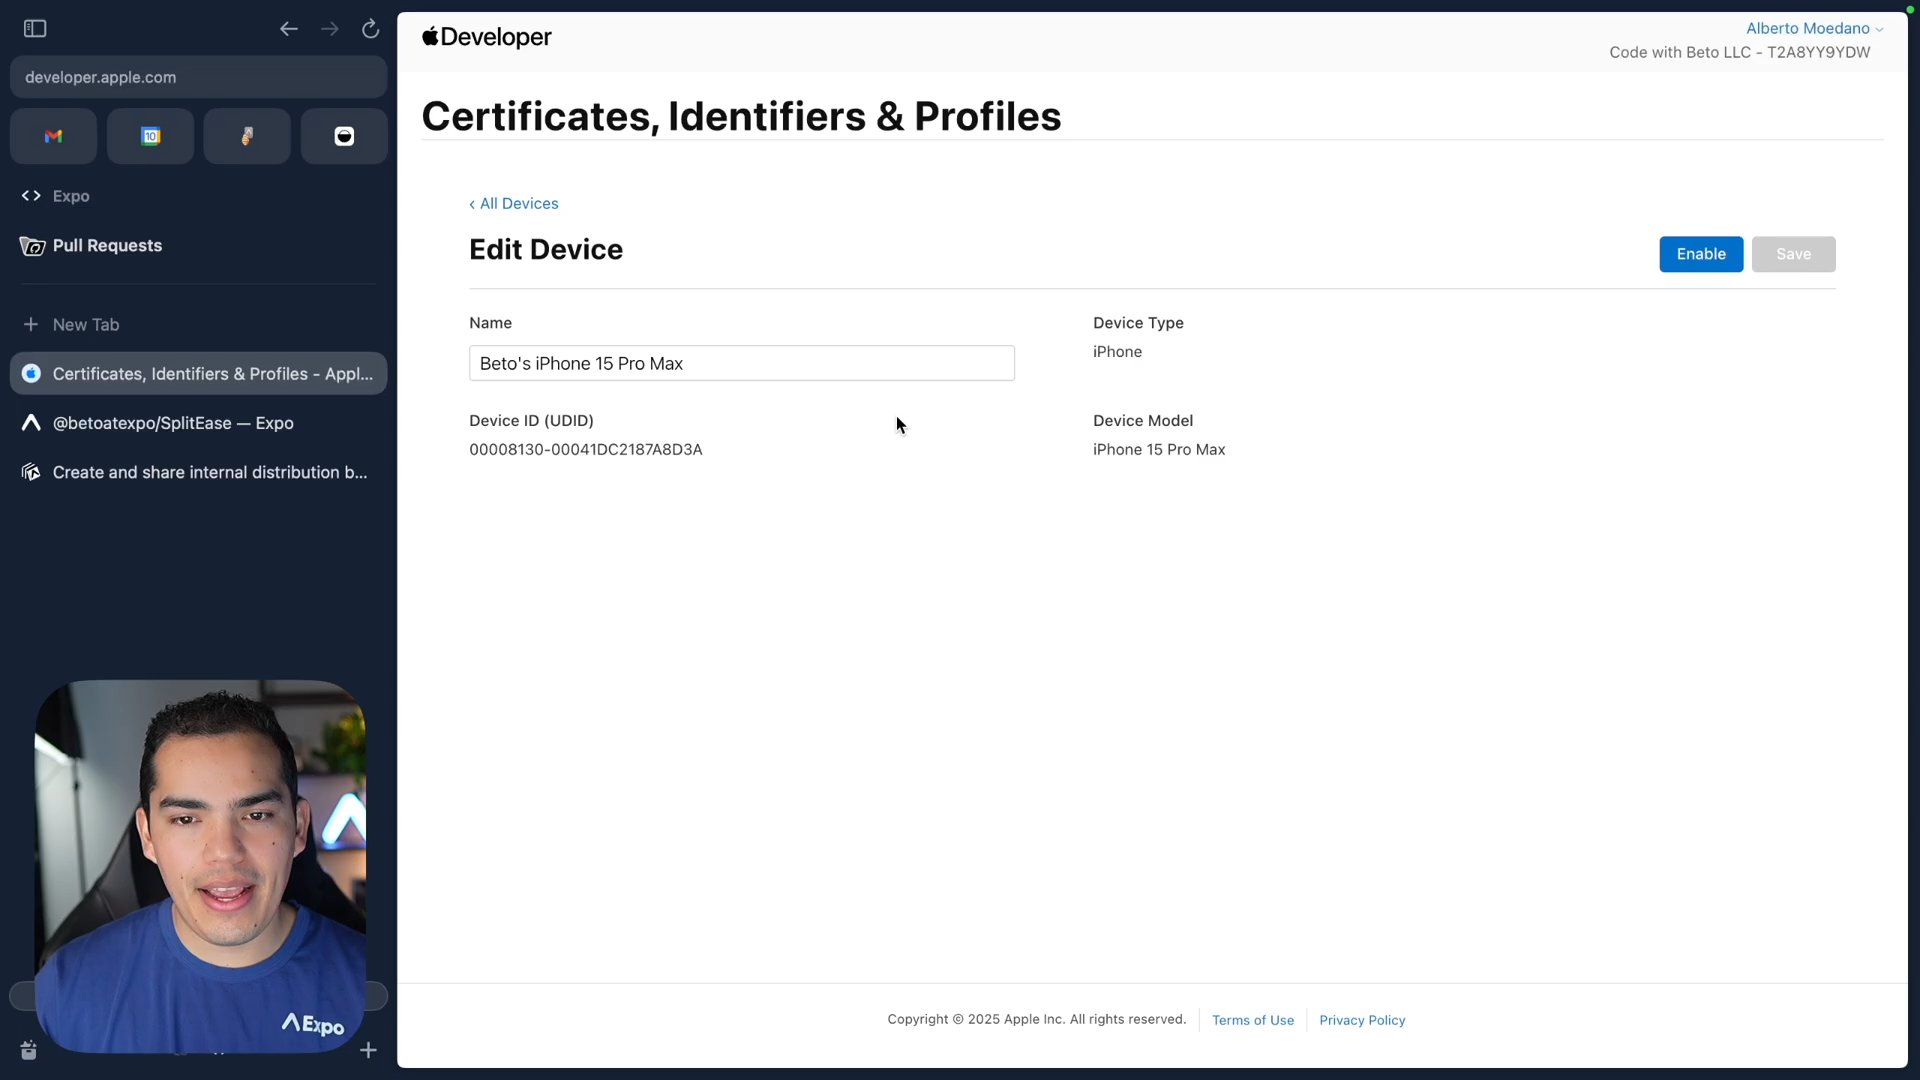 developer.apple.com
10
Expo
Pull Requests
New Tab
Certificates, Identifiers & Profiles - Appl...
@betoatexpo/SplitEase — Expo
Create and share internal distribution b...
Developer
Alberto Moedano
Code with Beto LLC - T2A8YY9YDW
Certificates, Identifiers & Profiles
‹ All Devices
Edit Device
Enable
Save
Name
Beto's iPhone 15 Pro Max
Device Type
iPhone
Device ID (UDID)
00008130-00041DC2187A8D3A
Device Model
iPhone 15 Pro Max
Copyright © 2025 Apple Inc. All rights reserved.
Terms of Use
Privacy Policy
Expo